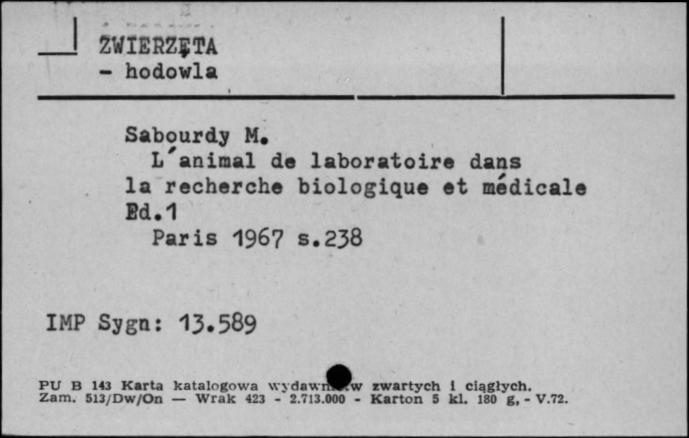 ZWIERZĘTA
- hodowla
Sabourdy M.
L'animal de laboratoire dans
la recherche biologique et médicale
Ed.1
Paris 1967 s.238
IMP Sygn: 13.589
PU B 143 Karta katalogowa wydawnictw zwartych i ciągłych.
Zam. 513/Dw/On — Wrak 423 - 2.713.000 - Karton 5 kl. 180 g, - V.72.